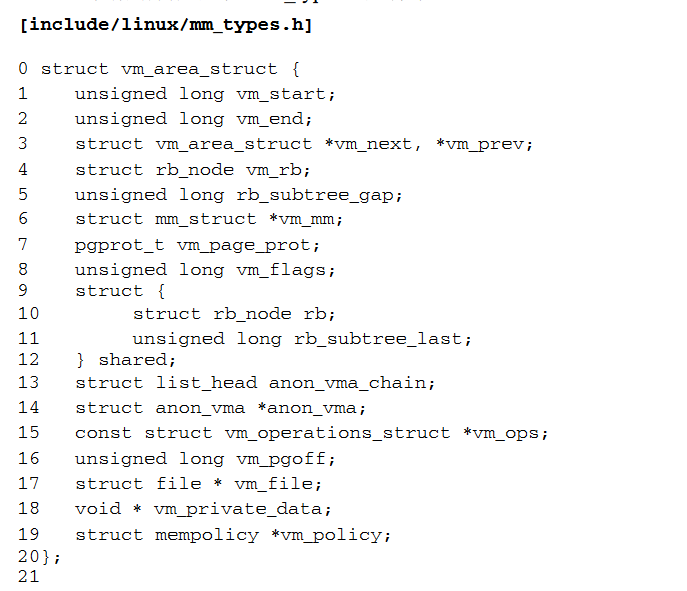 [include/linux/mm_types.h]
0 struct vm_area_struct {
1 unsigned long vm_start;
2 unsigned long vm_end;
3 struct vm_area_struct *vm_next, *vm_prev;
4 struct rb_node vm_rb;
5 unsigned long rb_subtree_gap;
6 struct mm_struct *vm_mm;
7 pgprot_t vm_page_prot;
8 unsigned long vm_flags;
9 struct {
10 struct rb_node rb;
11 unsigned long rb_subtree_last;
12 } shared;
13 struct list_head anon_vma_chain;
14 struct anon_vma *anon_vma;
15 const struct vm_operations_struct *vm_ops;
16 unsigned long vm_pgoff;
17 struct file * vm_file;
18 void * vm_private_data;
19 struct mempolicy *vm_policy;
20};
21